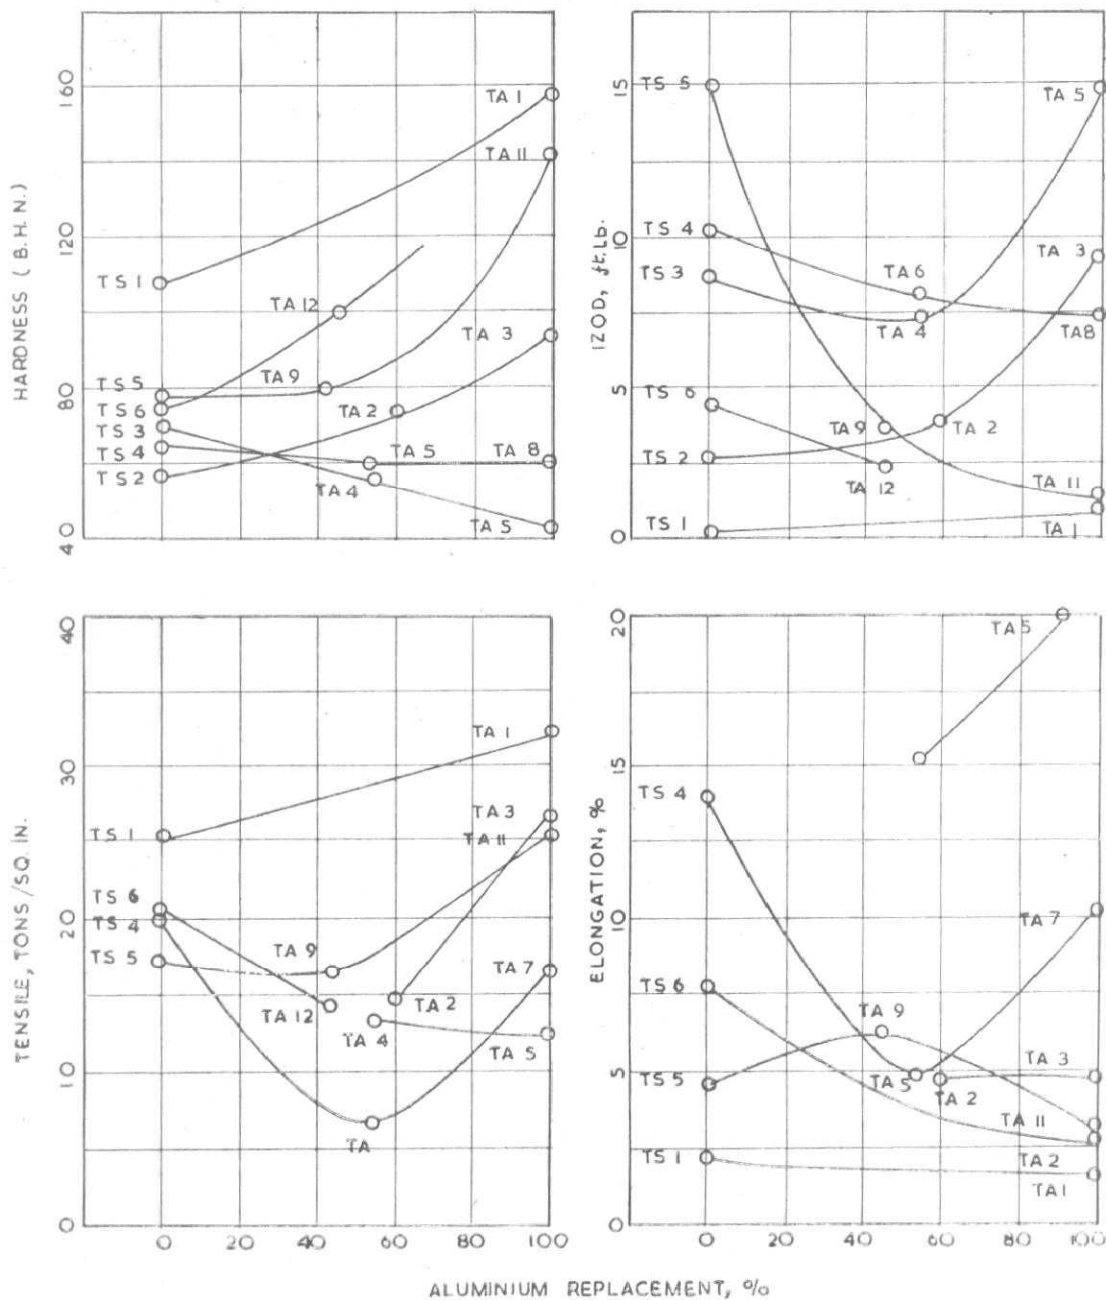 HARDNESS (B.H.N.)
160
120
80
40
TS 1
TS 5
TS 6
TS 3
TS 4
TS 2
TA 1
TA 11
TA 12
TA 3
TA 9
TA 2
TA 5
TA 8
TA 4
TA 5
IZOD, ft.lb.
15
10
5
0
TS 5
TS 4
TS 3
TS 6
TS 2
TS 1
TA 5
TA 3
TA 6
TA 4
TA8
TA 9
TA 2
TA 12
TA 11
TA 1
TENSILE, TONS/SQ. IN.
40
30
20
10
0
TS 1
TS 6
TS 4
TS 5
TA 1
TA 3
TA 11
TA 9
TA 7
TA 12
TA 2
TA 4
TA 5
TA
0 20 40 60 80 100
ELONGATION, %
20
15
10
5
0
TS 4
TS 6
TS 5
TS 1
TA 5
TA 7
TA 9
TA 3
TA 5
TA 2
TA 11
TA 2
TA1
0 20 40 60 80 100
ALUMINIUM REPLACEMENT, %